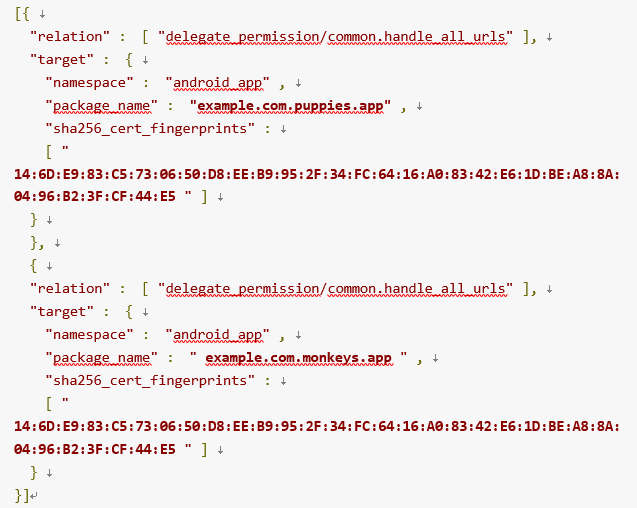 [{ ↓
"relation" : [ "delegate_permission/common.handle_all_urls" ], ↓
"target" : { ↓
"namespace" : "android_app" , ↓
"package_name" : "example.com.puppies.app" , ↓
"sha256_cert_fingerprints" : ↓
[ "
14:6D:E9:83:C5:73:06:50:D8:EE:B9:95:2F:34:FC:64:16:A0:83:42:E6:1D:BE:A8:8A:
04:96:B2:3F:CF:44:E5 " ] ↓
} ↓
}, ↓
{ ↓
"relation" : [ "delegate_permission/common.handle_all_urls" ], ↓
"target" : { ↓
"namespace" : "android_app" , ↓
"package_name" : " example.com.monkeys.app " , ↓
"sha256_cert_fingerprints" : ↓
[ "
14:6D:E9:83:C5:73:06:50:D8:EE:B9:95:2F:34:FC:64:16:A0:83:42:E6:1D:BE:A8:8A:
04:96:B2:3F:CF:44:E5 " ] ↓
} ↓
}]↵